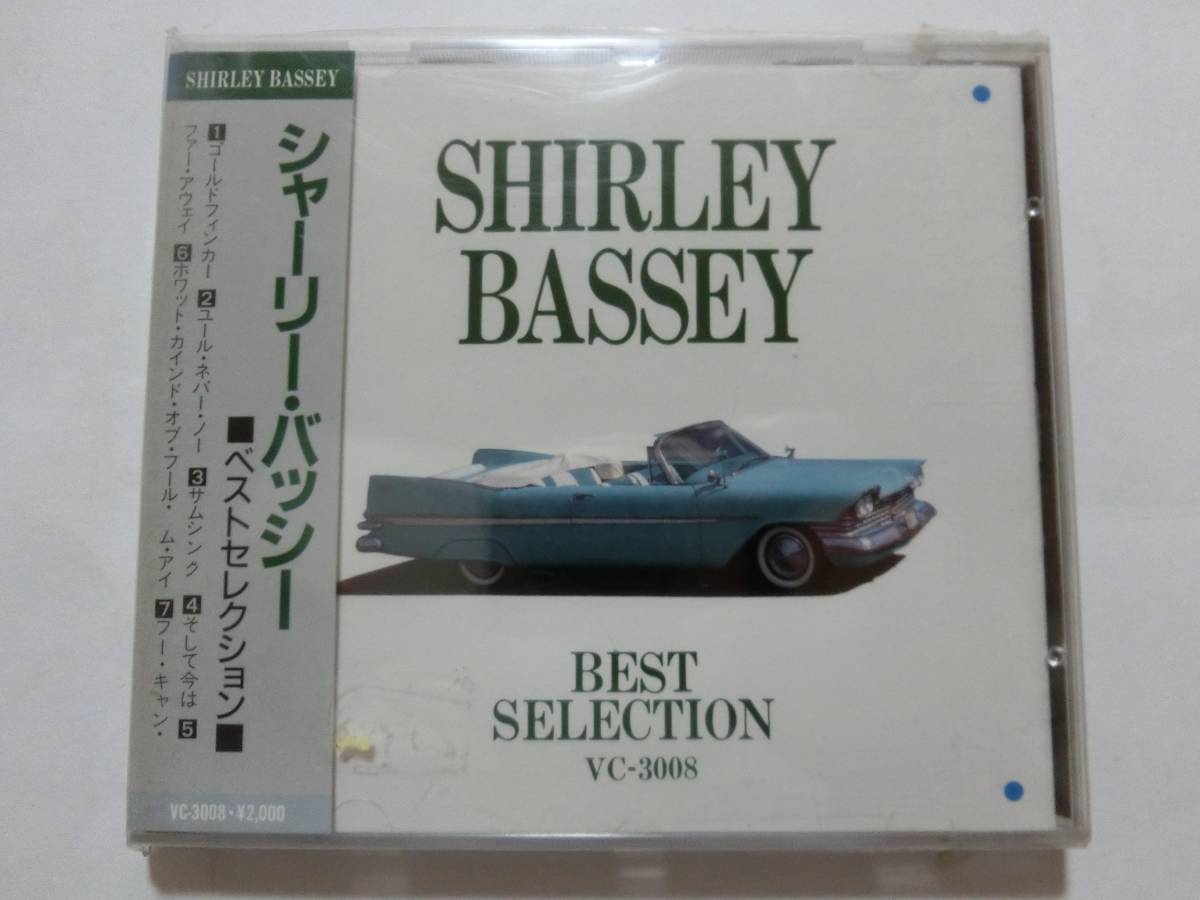 SHIRLEY BASSEY
シャーリー・バッシー
■ベストセレクション■
1ゴールドフィンカー 2ユール・ネバー・ノー 3サムシング 4そして今は 5
ファー・アウェイ 6ホワット・カインド・オブ・フール・ム・アイ 7フー・キャン・
VC-3008・¥2,000
SHIRLEY
BASSEY
BEST
SELECTION
VC-3008